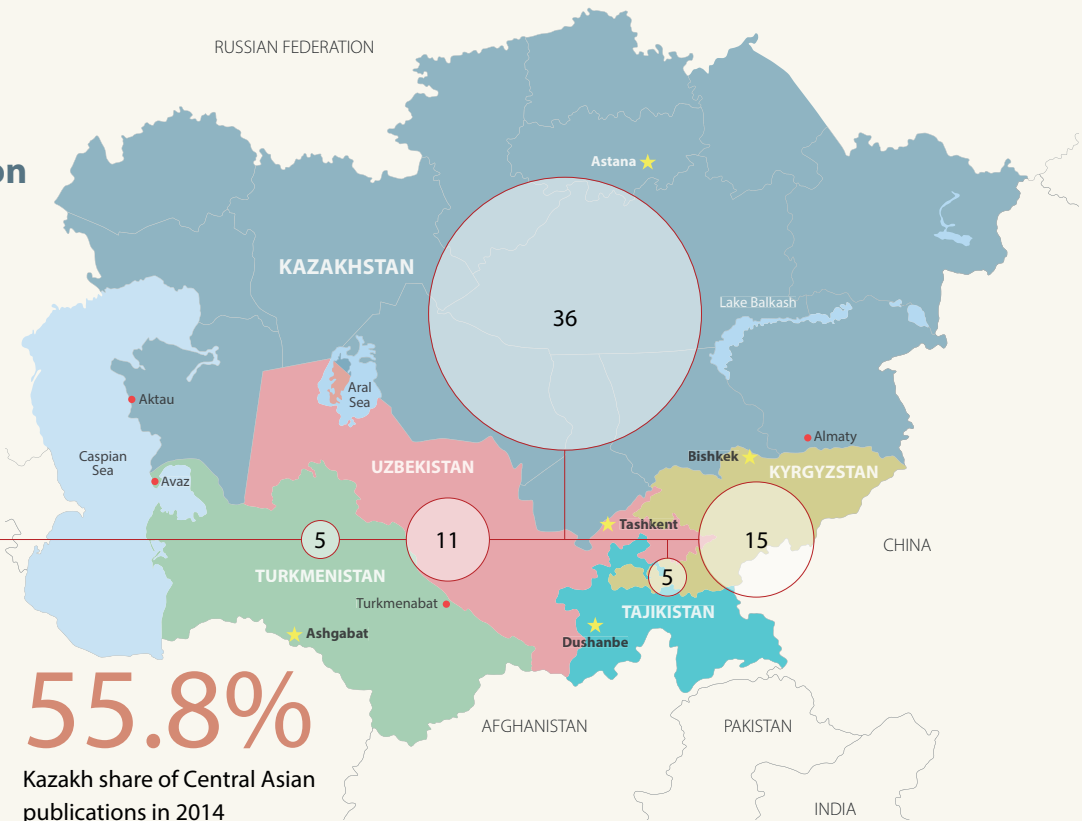 RUSSIAN FEDERATION
on
Astana
KAZAKHSTAN
Lake Balkash
36
Aral
Sea
Aktau
Almaty
Caspian
Sea
Bishkek
UZBEKISTAN
KYRGYZSTAN
Avaz
Tashkent
5
11
15
CHINA
5
TURKMENISTAN
Turkmenabat
TAJIKISTAN
Ashgabat
Dushanbe
55.8%
AFGHANISTAN
PAKISTAN
Kazakh share of Central Asian
publications in 2014
INDIA